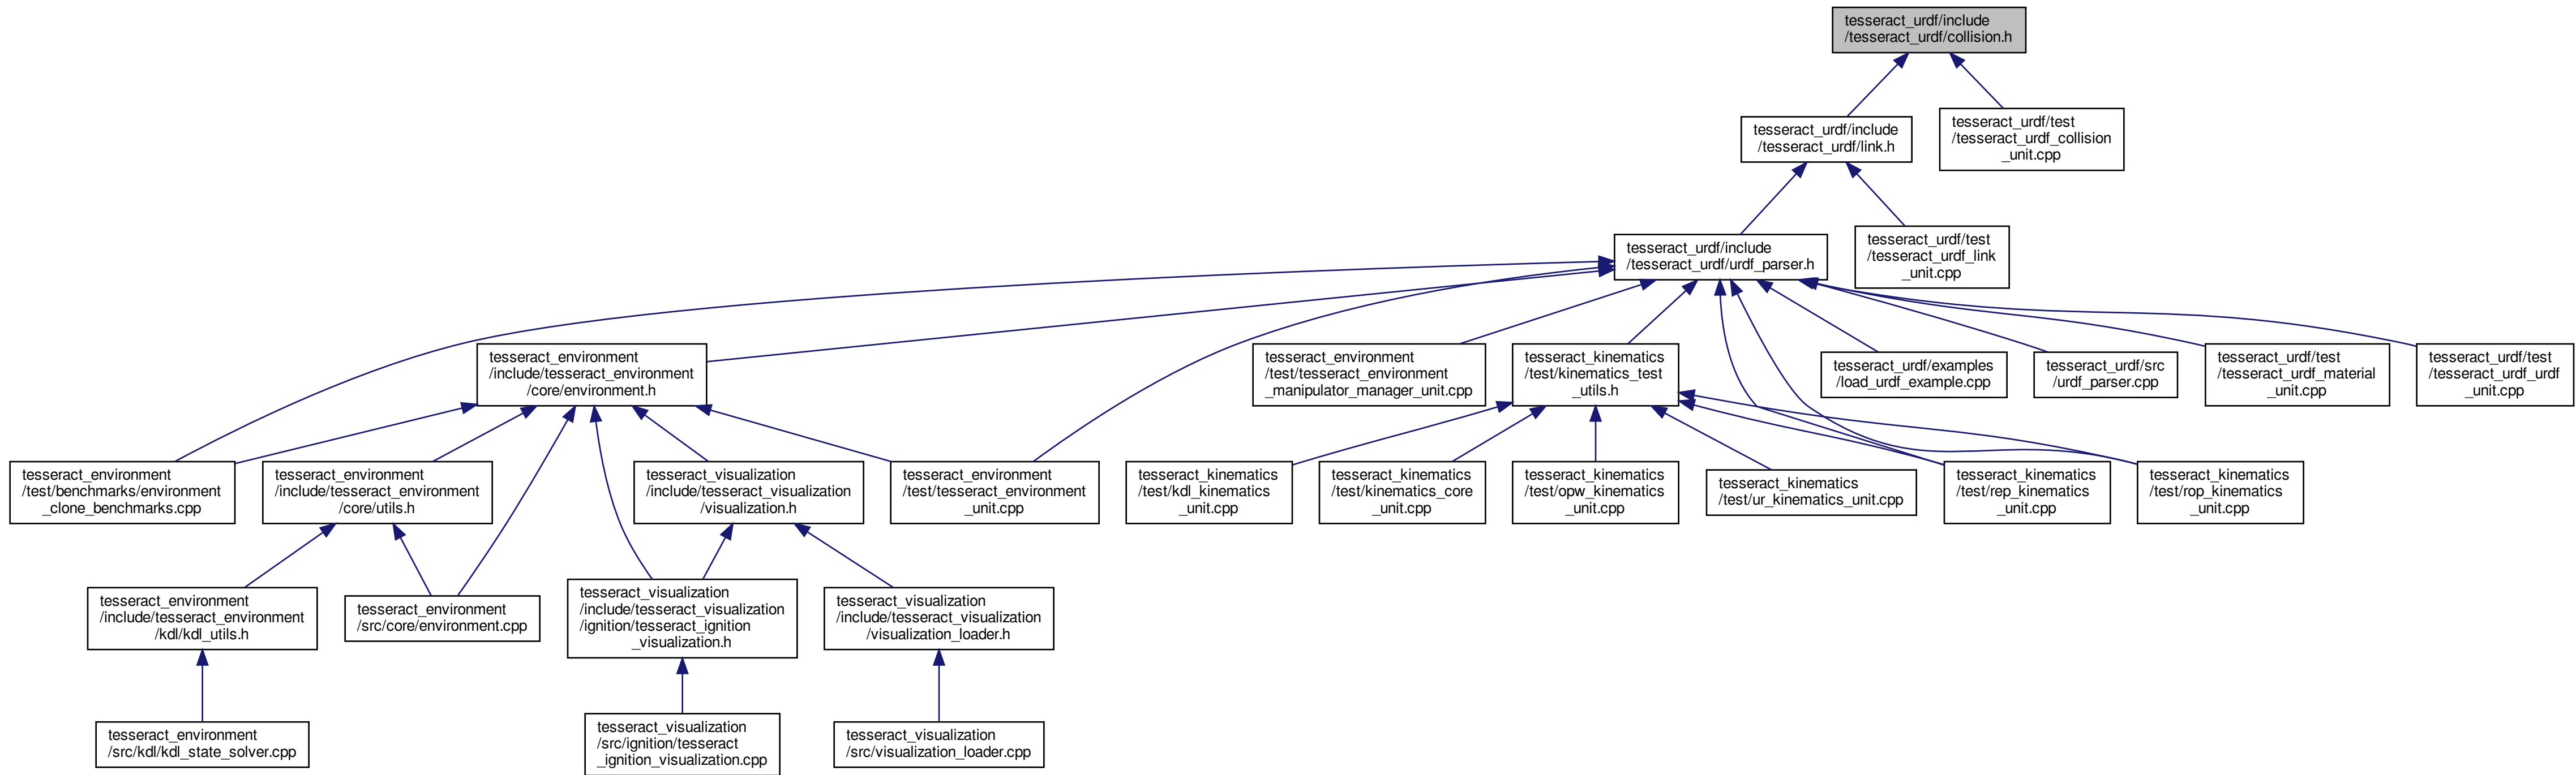 tesseract_urdf/include
/tesseract_urdf/collision.h
tesseract_urdf/include
/tesseract_urdf/link.h
tesseract_urdf/test
/tesseract_urdf_collision
_unit.cpp
tesseract_urdf/include
/tesseract_urdf/urdf_parser.h
tesseract_urdf/test
/tesseract_urdf_link
_unit.cpp
tesseract_environment
/include/tesseract_environment
/core/environment.h
tesseract_environment
/test/tesseract_environment
_manipulator_manager_unit.cpp
tesseract_kinematics
/test/kinematics_test
_utils.h
tesseract_urdf/examples
/load_urdf_example.cpp
tesseract_urdf/src
/urdf_parser.cpp
tesseract_urdf/test
/tesseract_urdf_material
_unit.cpp
tesseract_urdf/test
/tesseract_urdf_urdf
_unit.cpp
tesseract_environment
/test/benchmarks/environment
_clone_benchmarks.cpp
tesseract_environment
/include/tesseract_environment
/core/utils.h
tesseract_visualization
/include/tesseract_visualization
/visualization.h
tesseract_environment
/test/tesseract_environment
_unit.cpp
tesseract_kinematics
/test/kdl_kinematics
_unit.cpp
tesseract_kinematics
/test/kinematics_core
_unit.cpp
tesseract_kinematics
/test/opw_kinematics
_unit.cpp
tesseract_kinematics
/test/ur_kinematics_unit.cpp
tesseract_kinematics
/test/rep_kinematics
_unit.cpp
tesseract_kinematics
/test/rop_kinematics
_unit.cpp
tesseract_environment
/include/tesseract_environment
/kdl/kdl_utils.h
tesseract_environment
/src/core/environment.cpp
tesseract_visualization
/include/tesseract_visualization
/ignition/tesseract_ignition
_visualization.h
tesseract_visualization
/include/tesseract_visualization
/visualization_loader.h
tesseract_environment
/src/kdl/kdl_state_solver.cpp
tesseract_visualization
/src/ignition/tesseract
_ignition_visualization.cpp
tesseract_visualization
/src/visualization_loader.cpp